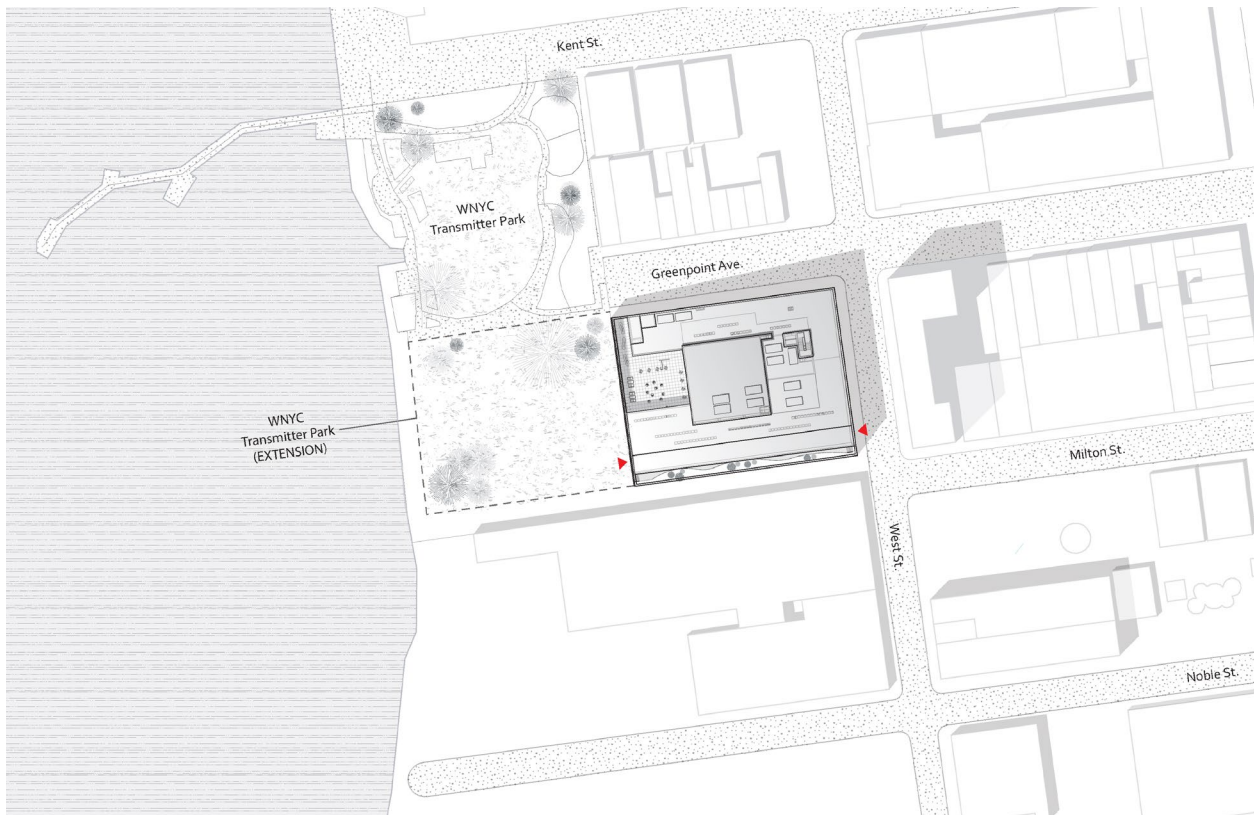 Kent St.
WNYC
Transmitter Park
Greenpoint Ave.
WNYC
Transmitter Park
(EXTENSION)
Milton St.
West St.
Noble St.